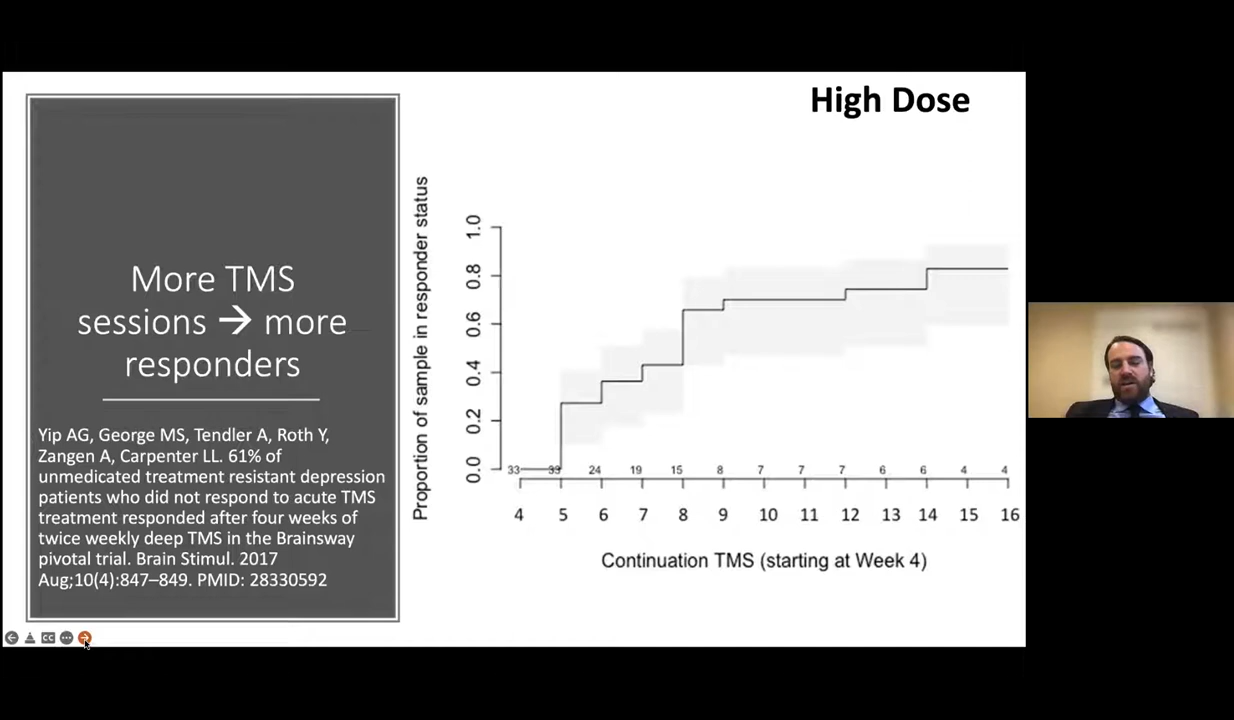 High Dose
More TMS
sessions → more
responders
Yip AG, George MS, Tendler A, Roth Y,
Zangen A, Carpenter LL. 61% of
unmedicated treatment resistant depression
patients who did not respond to acute TMS
treatment responded after four weeks of
twice weekly deep TMS in the Brainsway
pivotal trial. Brain Stimul. 2017
Aug;10(4):847–849. PMID: 28330592
Proportion of sample in responder status
1.0
0.8
0.6
0.4
0.2
0.0
33 33 24 19 15 8 7 7 7 6 6 4 4
4 5 6 7 8 9 10 11 12 13 14 15 16
Continuation TMS (starting at Week 4)
CC